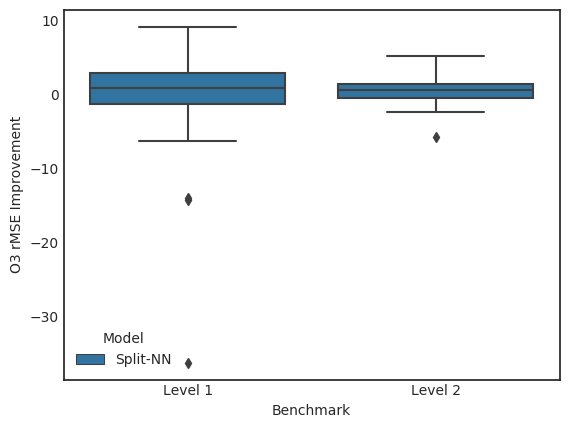 10
0
−10
−20
−30
O3 rMSE Improvement
Model
Split-NN
Level 1
Level 2
Benchmark